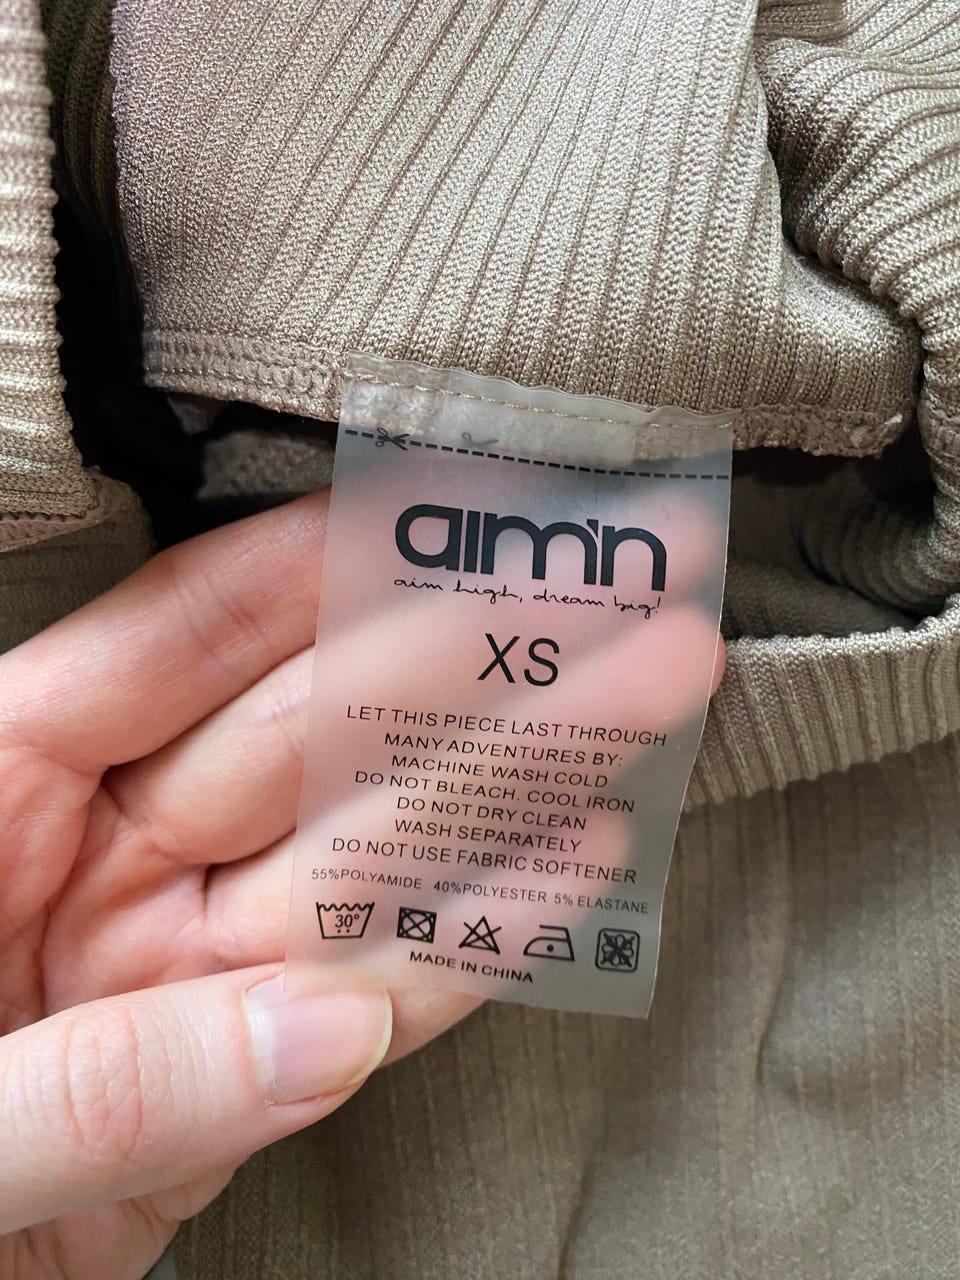 aim'n
aim high, dream big!
XS
LET THIS PIECE LAST THROUGH
MANY ADVENTURES BY:
MACHINE WASH COLD
DO NOT BLEACH. COOL IRON
DO NOT DRY CLEAN
WASH SEPARATELY
DO NOT USE FABRIC SOFTENER
55%POLYAMIDE 40%POLYESTER 5% ELASTANE
30°
MADE IN CHINA